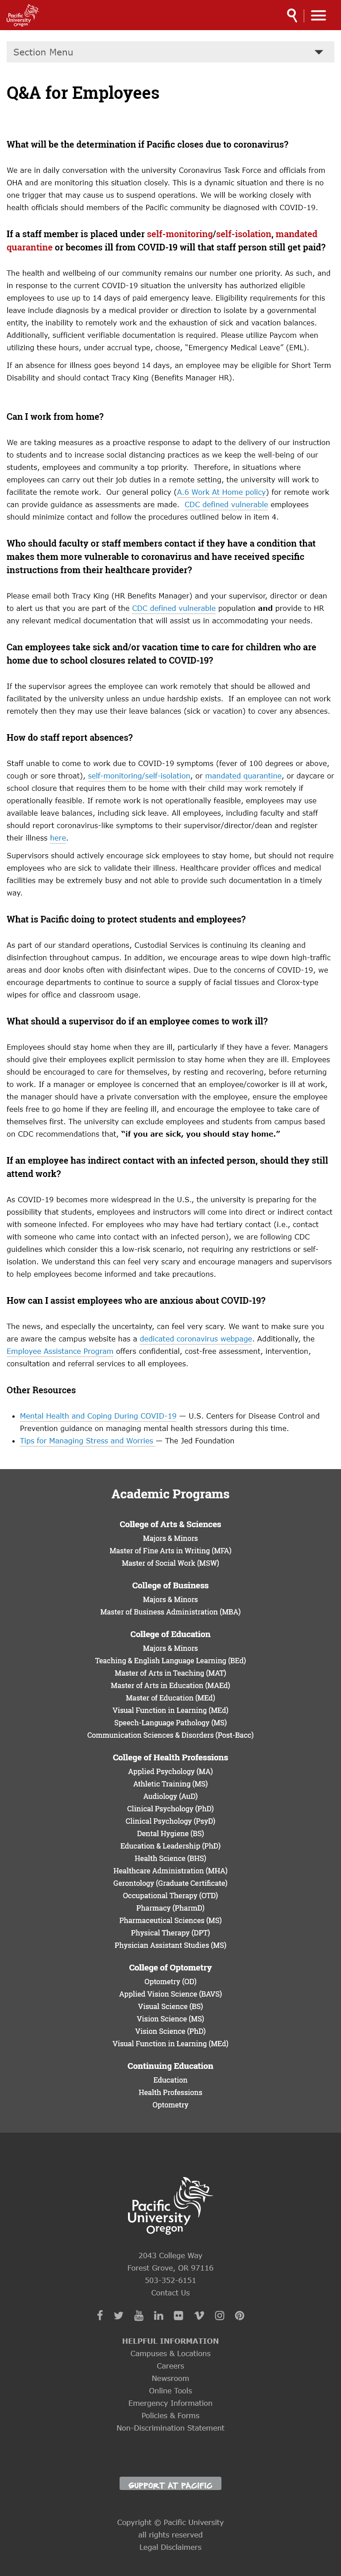 Pacific
University
Oregon
Section Menu
Q&A for Employees
What will be the determination if Pacific closes due to coronavirus?
We are in daily conversation with the university Coronavirus Task Force and officials from
OHA and are monitoring this situation closely. This is a dynamic situation and there is no
one trigger that may cause us to suspend operations. We will be working closely with
health officials should members of the Pacific community be diagnosed with COVID-19.
If a staff member is placed under self-monitoring/self-isolation, mandated
quarantine or becomes ill from COVID-19 will that staff person still get paid?
The health and wellbeing of our community remains our number one priority. As such, and
in response to the current COVID-19 situation the university has authorized eligible
employees to use up to 14 days of paid emergency leave. Eligibility requirements for this
leave include diagnosis by a medical provider or direction to isolate by a governmental
entity, the inability to remotely work and the exhaustion of sick and vacation balances.
Additionally, sufficient verifiable documentation is required. Please utilize Paycom when
utilizing these hours, under accrual type, choose, “Emergency Medical Leave” (EML).
If an absence for illness goes beyond 14 days, an employee may be eligible for Short Term
Disability and should contact Tracy King (Benefits Manager HR).
Can I work from home?
We are taking measures as a proactive response to adapt to the delivery of our instruction
to students and to increase social distancing practices as we keep the well-being of our
students, employees and community a top priority.  Therefore, in situations where
employees can carry out their job duties in a remote manner, the University will work to
facilitate the remote work.  Our general policy (A.6 Work At Home policy) for remote work
can provide guidance as assessments are made.  CDC defined vulnerable employees
should minimize contact and follow the procedures outlined below in item 4.
Who should faculty or staff members contact if they have a condition that
makes them more vulnerable to coronavirus and have received specific
instructions from their healthcare provider?
Please email both Tracy King (HR Benefits Manager) and your supervisor, director or dean
to alert us that you are part of the CDC defined vulnerable population and provide to HR
any relevant medical documentation that will assist us in accommodating your needs.
Can employees take sick and/or vacation time to care for children who are
home due to school closures related to COVID-19?
If the supervisor agrees the employee can work remotely that should be allowed and
facilitated by the university unless an undue hardship exists.  If an employee can not work
remotely then they may use their leave balances (sick or vacation) to cover any absences.
How do staff report absences?
Staff unable to come to work due to COVID-19 symptoms (fever of 100 degrees or above,
cough or sore throat), self-monitoring/self-isolation, or mandated quarantine, or daycare or
school closure that requires them to be home with their child may work remotely if
operationally feasible. If remote work is not operationally feasible, employees may use
available leave balances, including sick leave. All employees, including faculty and staff
should report coronavirus-like symptoms to their supervisor/director/dean and register
their illness here.
Supervisors should actively encourage sick employees to stay home, but should not require
employees who are sick to validate their illness. Healthcare provider offices and medical
facilities may be extremely busy and not able to provide such documentation in a timely
way.
What is Pacific doing to protect students and employees?
As part of our standard operations, Custodial Services is continuing its cleaning and
disinfection throughout campus. In addition, we encourage areas to wipe down high-traffic
areas and door knobs often with disinfectant wipes. Due to the concerns of COVID-19, we
encourage departments to continue to source a supply of facial tissues and Clorox-type
wipes for office and classroom usage.
What should a supervisor do if an employee comes to work ill?
Employees should stay home when they are ill, particularly if they have a fever. Managers
should give their employees explicit permission to stay home when they are ill. Employees
should be encouraged to care for themselves, by resting and recovering, before returning
to work. If a manager or employee is concerned that an employee/coworker is ill at work,
the manager should have a private conversation with the employee, ensure the employee
feels free to go home if they are feeling ill, and encourage the employee to take care of
themselves first. The university can exclude employees and students from campus based
on CDC recommendations that, “if you are sick, you should stay home.”
If an employee has indirect contact with an infected person, should they still
attend work?
As COVID-19 becomes more widespread in the U.S., the university is preparing for the
possibility that students, employees and instructors will come into direct or indirect contact
with someone infected. For employees who may have had tertiary contact (i.e., contact
with someone who came into contact with an infected person), we are following CDC
guidelines which consider this a low-risk scenario, not requiring any restrictions or self-
isolation. We understand this can feel very scary and encourage managers and supervisors
to help employees become informed and take precautions.
How can I assist employees who are anxious about COVID-19?
The news, and especially the uncertainty, can feel very scary. We want to make sure you
are aware the campus website has a dedicated coronavirus webpage. Additionally, the
Employee Assistance Program offers confidential, cost-free assessment, intervention,
consultation and referral services to all employees.
Other Resources
• Mental Health and Coping During COVID-19 — U.S. Centers for Disease Control and
Prevention guidance on managing mental health stressors during this time.
• Tips for Managing Stress and Worries — The Jed Foundation
Academic Programs
College of Arts & Sciences
Majors & Minors
Master of Fine Arts in Writing (MFA)
Master of Social Work (MSW)
College of Business
Majors & Minors
Master of Business Administration (MBA)
College of Education
Majors & Minors
Teaching & English Language Learning (BEd)
Master of Arts in Teaching (MAT)
Master of Arts in Education (MAEd)
Master of Education (MEd)
Visual Function in Learning (MEd)
Speech-Language Pathology (MS)
Communication Sciences & Disorders (Post-Bacc)
College of Health Professions
Applied Psychology (MA)
Athletic Training (MS)
Audiology (AuD)
Clinical Psychology (PhD)
Clinical Psychology (PsyD)
Dental Hygiene (BS)
Education & Leadership (PhD)
Health Science (BHS)
Healthcare Administration (MHA)
Gerontology (Graduate Certificate)
Occupational Therapy (OTD)
Pharmacy (PharmD)
Pharmaceutical Sciences (MS)
Physical Therapy (DPT)
Physician Assistant Studies (MS)
College of Optometry
Optometry (OD)
Applied Vision Science (BAVS)
Visual Science (BS)
Vision Science (MS)
Vision Science (PhD)
Visual Function in Learning (MEd)
Continuing Education
Education
Health Professions
Optometry
Pacific
University
Oregon
2043 College Way
Forest Grove, OR 97116
503-352-6151
Contact Us
HELPFUL INFORMATION
Campuses & Locations
Careers
Newsroom
Online Tools
Emergency Information
Policies & Forms
Non-Discrimination Statement
SUPPORT AT PACIFIC
Copyright © Pacific University
all rights reserved
Legal Disclaimers